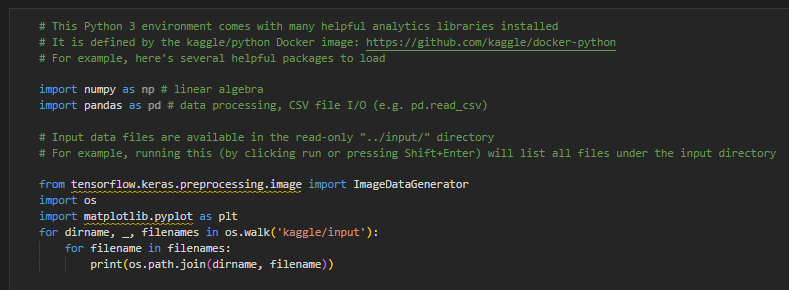 # This Python 3 environment comes with many helpful analytics libraries installed
# It is defined by the kaggle/python Docker image: https://github.com/kaggle/docker-python
# For example, here's several helpful packages to load
import numpy as np # linear algebra
import pandas as pd # data processing, CSV file I/O (e.g. pd.read_csv)
# Input data files are available in the read-only "../input/" directory
# For example, running this (by clicking run or pressing Shift+Enter) will list all files under the input directory
from tensorflow.keras.preprocessing.image import ImageDataGenerator
import os
import matplotlib.pyplot as plt
for dirname, _, filenames in os.walk('kaggle/input'):
    for filename in filenames:
        print(os.path.join(dirname, filename))